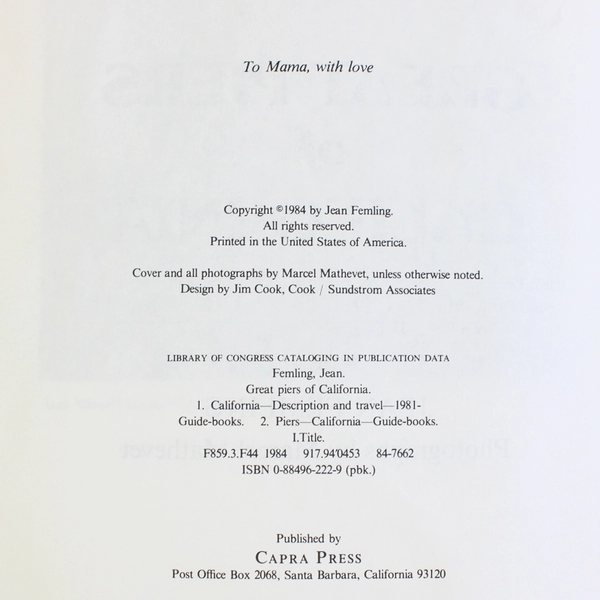 To Mama, with love
Copyright ©1984 by Jean Femling.
All rights reserved.
Printed in the United States of America.
Cover and all photographs by Marcel Mathevet, unless otherwise noted.
Design by Jim Cook, Cook / Sundstrom Associates
LIBRARY OF CONGRESS CATALOGING IN PUBLICATION DATA
Femling, Jean.
Great piers of California.
1. California—Description and travel—1981-
Guide-books. 2. Piers—California—Guide-books.
I.Title.
F859.3.F44 1984 917.94'0453 84-7662
ISBN 0-88496-222-9 (pbk.)
Published by
CAPRA PRESS
Post Office Box 2068, Santa Barbara, California 93120